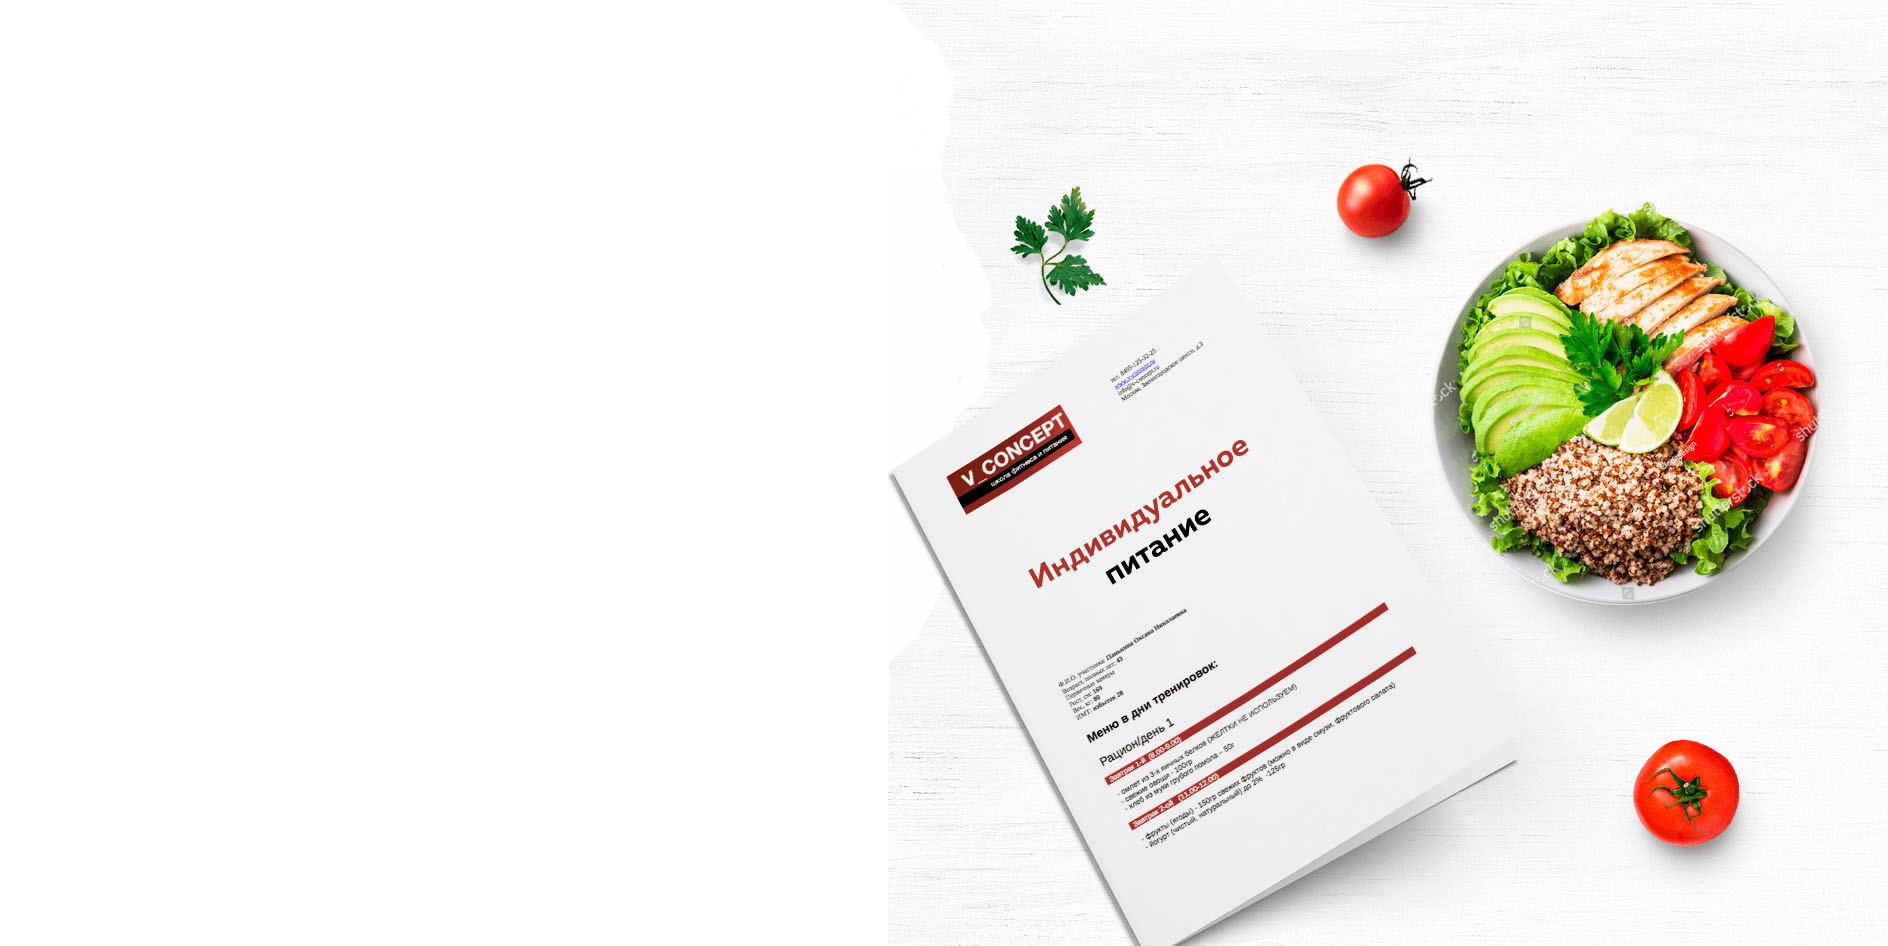 тел. 8495-125-32-25
www.v-concept.ru
info@v-concept.ru
Москва, Звенигородское шоссе, д.3
V_CONCEPT
школа фитнеса и питания
Индивидуальное
питание
Ф.И.О. участника: Панькина Оксана Николаевна
Возраст, полных лет: 43
Первичные замеры
Рост, см: 169
Вес, кг: 80
ИМТ: избыток 28
Меню в дни тренировок:
Рацион/день 1
Завтрак 1-й (8.00-9.00)
- омлет из 3-х яичных белков (ЖЕЛТКИ НЕ ИСПОЛЬЗУЕМ)
- свежие овощи - 100гр
- хлеб из муки грубого помола – 50г
Завтрак 2-ой (11.00-12.00)
- фрукты (ягоды) - 150гр свежих фруктов (можно в виде смузи, фруктового салата)
- йогурт (чистый, натуральный) до 2% -125гр
shutterstock